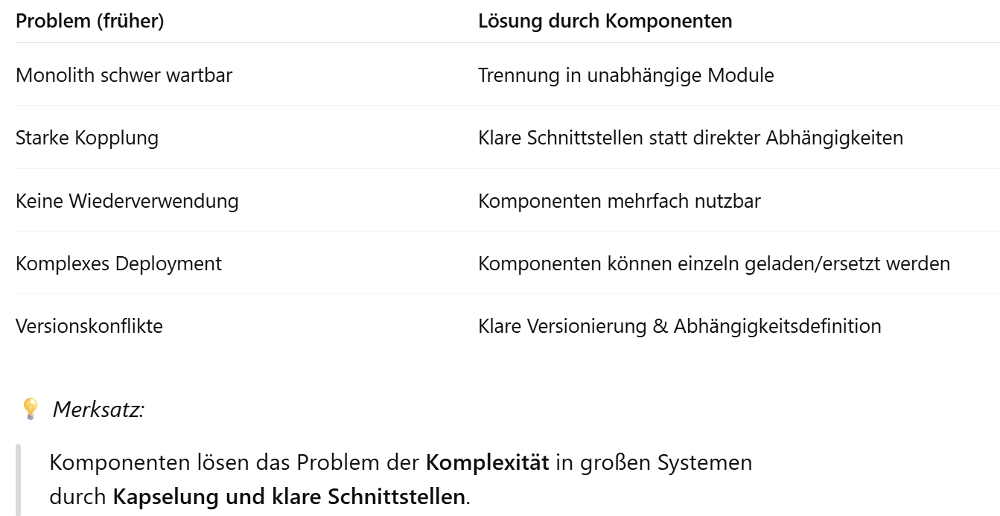 Problem (früher) Lösung durch Komponenten
Monolith schwer wartbar Trennung in unabhängige Module
Starke Kopplung Klare Schnittstellen statt direkter Abhängigkeiten
Keine Wiederverwendung Komponenten mehrfach nutzbar
Komplexes Deployment Komponenten können einzeln geladen/ersetzt werden
Versionskonflikte Klare Versionierung & Abhängigkeitsdefinition
💡 Merksatz:
Komponenten lösen das Problem der Komplexität in großen Systemen
durch Kapselung und klare Schnittstellen.